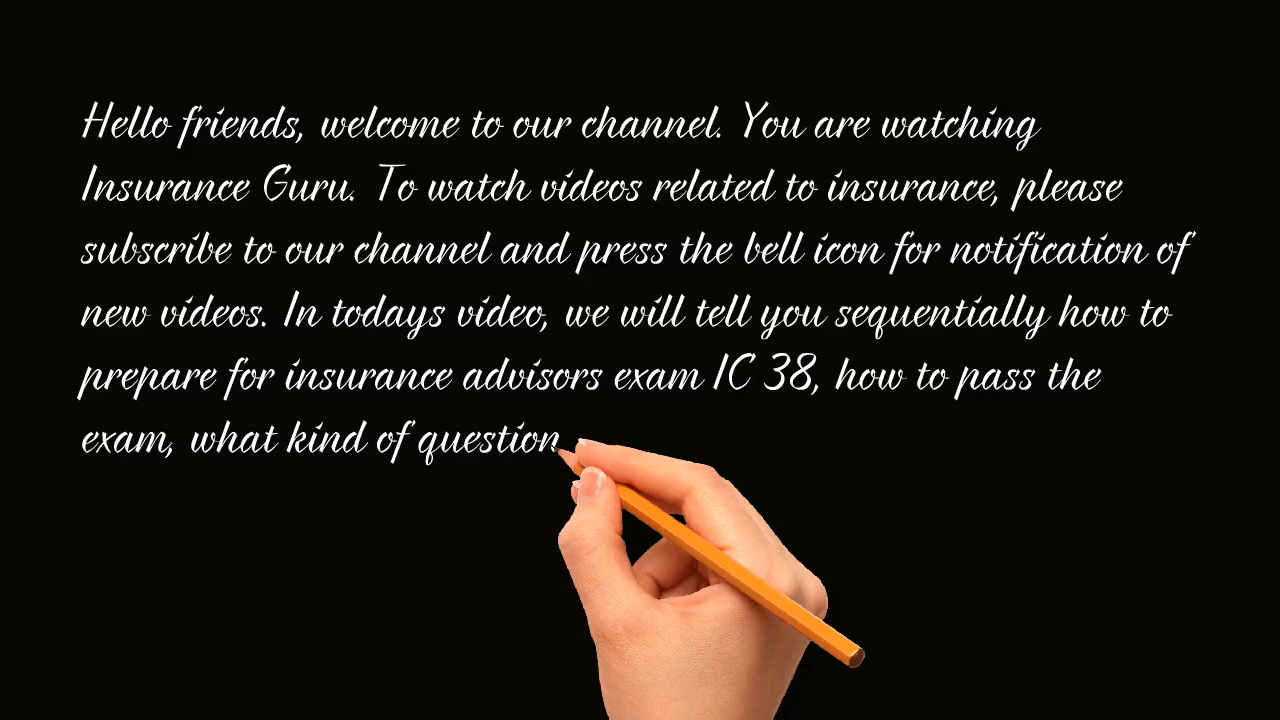 Hello friends, welcome to our channel. You are watching
Insurance Guru. To watch videos related to insurance, please
subscribe to our channel and press the bell icon for notification of
new videos. In todays video, we will tell you sequentially how to
prepare for insurance advisors exam IC 38, how to pass the
exam, what kind of question